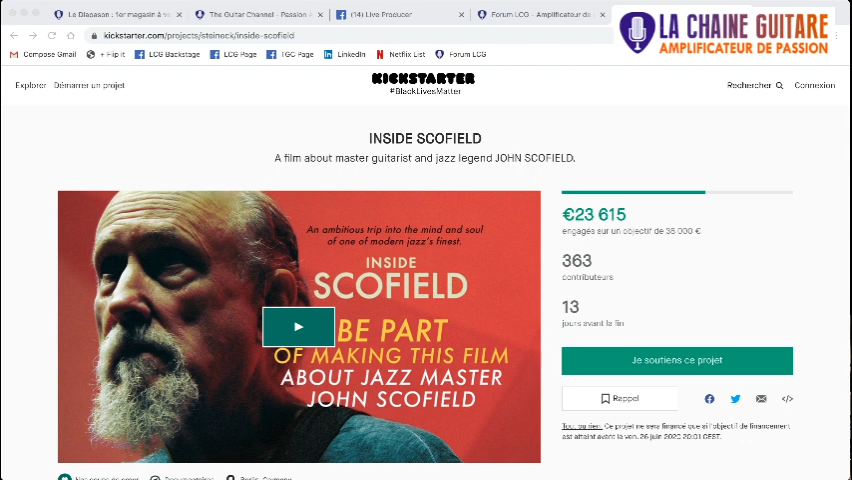 Le Diapason : 1er magasin à s
The Guitar Channel - Passion A
(14) Live Producer
Forum LCG - Amplificateur de
LA CHAINE GUITARE
AMPLIFICATEUR DE PASSION
kickstarter.com/projects/steineck/inside-scofield
Compose Gmail
+ Flip it
LCG Backstage
LCG Page
TGC Page
LinkedIn
Netflix List
Forum LCG
Explorer
Démarrer un projet
KICKSTARTER
#BlackLivesMatter
Rechercher
Connexion
INSIDE SCOFIELD
A film about master guitarist and jazz legend JOHN SCOFIELD.
An ambitious trip into the mind and soul
of one of modern jazz's finest.
INSIDE
SCOFIELD
BE PART
OF MAKING THIS FILM
ABOUT JAZZ MASTER
JOHN SCOFIELD
€23 615
engagés sur un objectif de 35 000 €
363
contributeurs
13
jours avant la fin
Je soutiens ce projet
Rappel
Tout ou rien. Ce projet ne sera financé que si l'objectif de financement
est atteint avant le ven. 26 juin 2020 20:01 CEST.